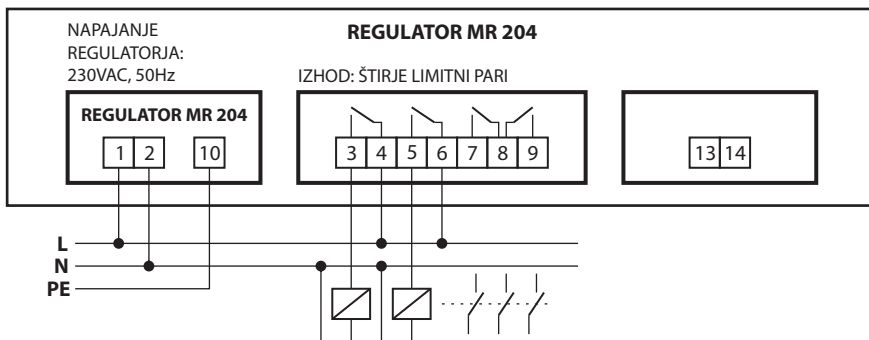 REGULATOR MR 204
NAPAJANJE
REGULATORJA:
230VAC, 50Hz
IZHOD: ŠTIRJE LIMITNI PARI
REGULATOR MR 204
1 2 10
3 4 5 6 7 8 9
13 14
L
N
PE